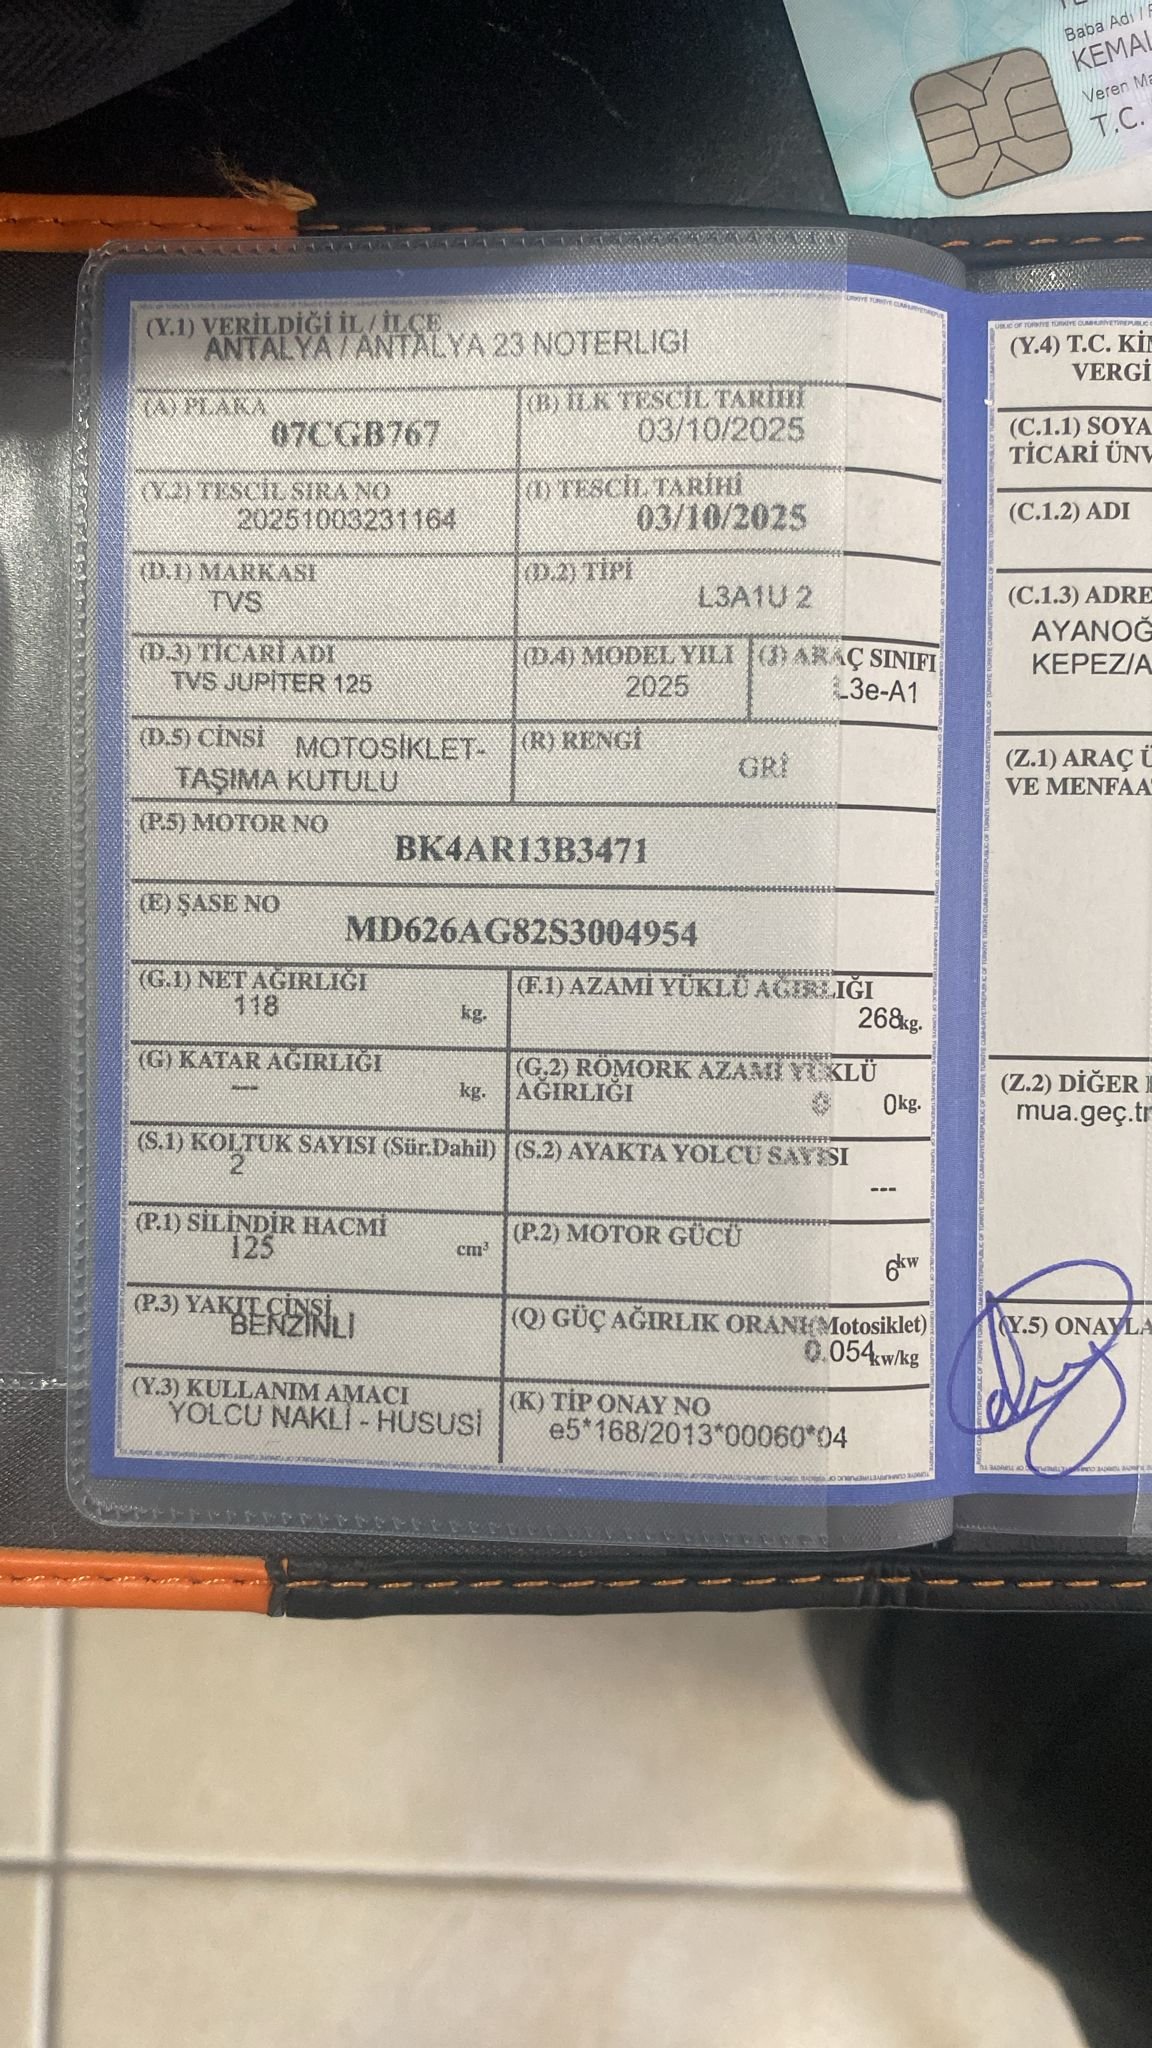 Baba Adı /
KEMAL
Veren Ma
T.C.
(Y.1) VERİLDİĞİ İL / İLÇE
ANTALYA / ANTALYA 23 NOTERLIGI
(A) PLAKA
07CGB767
(B) İLK TESCİL TARİHİ
03/10/2025
(Y.2) TESCİL SIRA NO
20251003231164
(I) TESCİL TARİHİ
03/10/2025
(D.1) MARKASI
TVS
(D.2) TİPİ
L3A1U 2
(D.3) TİCARİ ADI
TVS JUPİTER 125
(D.4) MODEL YILI
2025
(J) ARAÇ SINIFI
L3e-A1
(D.5) CİNSİ MOTOSİKLET-
TAŞIMA KUTULU
(R) RENGİ
GRİ
(P.5) MOTOR NO
BK4AR13B3471
(E) ŞASE NO
MD626AG82S3004954
(G.1) NET AĞIRLIĞI
118 kg.
(F.1) AZAMİ YÜKLÜ AĞIRLIĞI
268kg.
(G) KATAR AĞIRLIĞI
--- kg.
(G.2) RÖMORK AZAMİ YÜKLÜ
AĞIRLIĞI
0kg.
(S.1) KOLTUK SAYISI (Sür.Dahil)
2
(S.2) AYAKTA YOLCU SAYISI
---
(P.1) SİLİNDİR HACMİ
125 cm³
(P.2) MOTOR GÜCÜ
6kw
(P.3) YAKIT CİNSİ
BENZİNLİ
(Q) GÜÇ AĞIRLIK ORANI(Motosiklet)
0.054kw/kg
(Y.3) KULLANIM AMACI
YOLCU NAKLİ - HUSUSİ
(K) TİP ONAY NO
e5*168/2013*00060*04
(Y.4) T.C. KİM
VERGİ
(C.1.1) SOYA
TİCARİ ÜNV
(C.1.2) ADI
(C.1.3) ADRE
AYANOĞ
KEPEZ/A
(Z.1) ARAÇ Ü
VE MENFAA
(Z.2) DİĞER
mua.geç.tr
(Y.5) ONAYLA